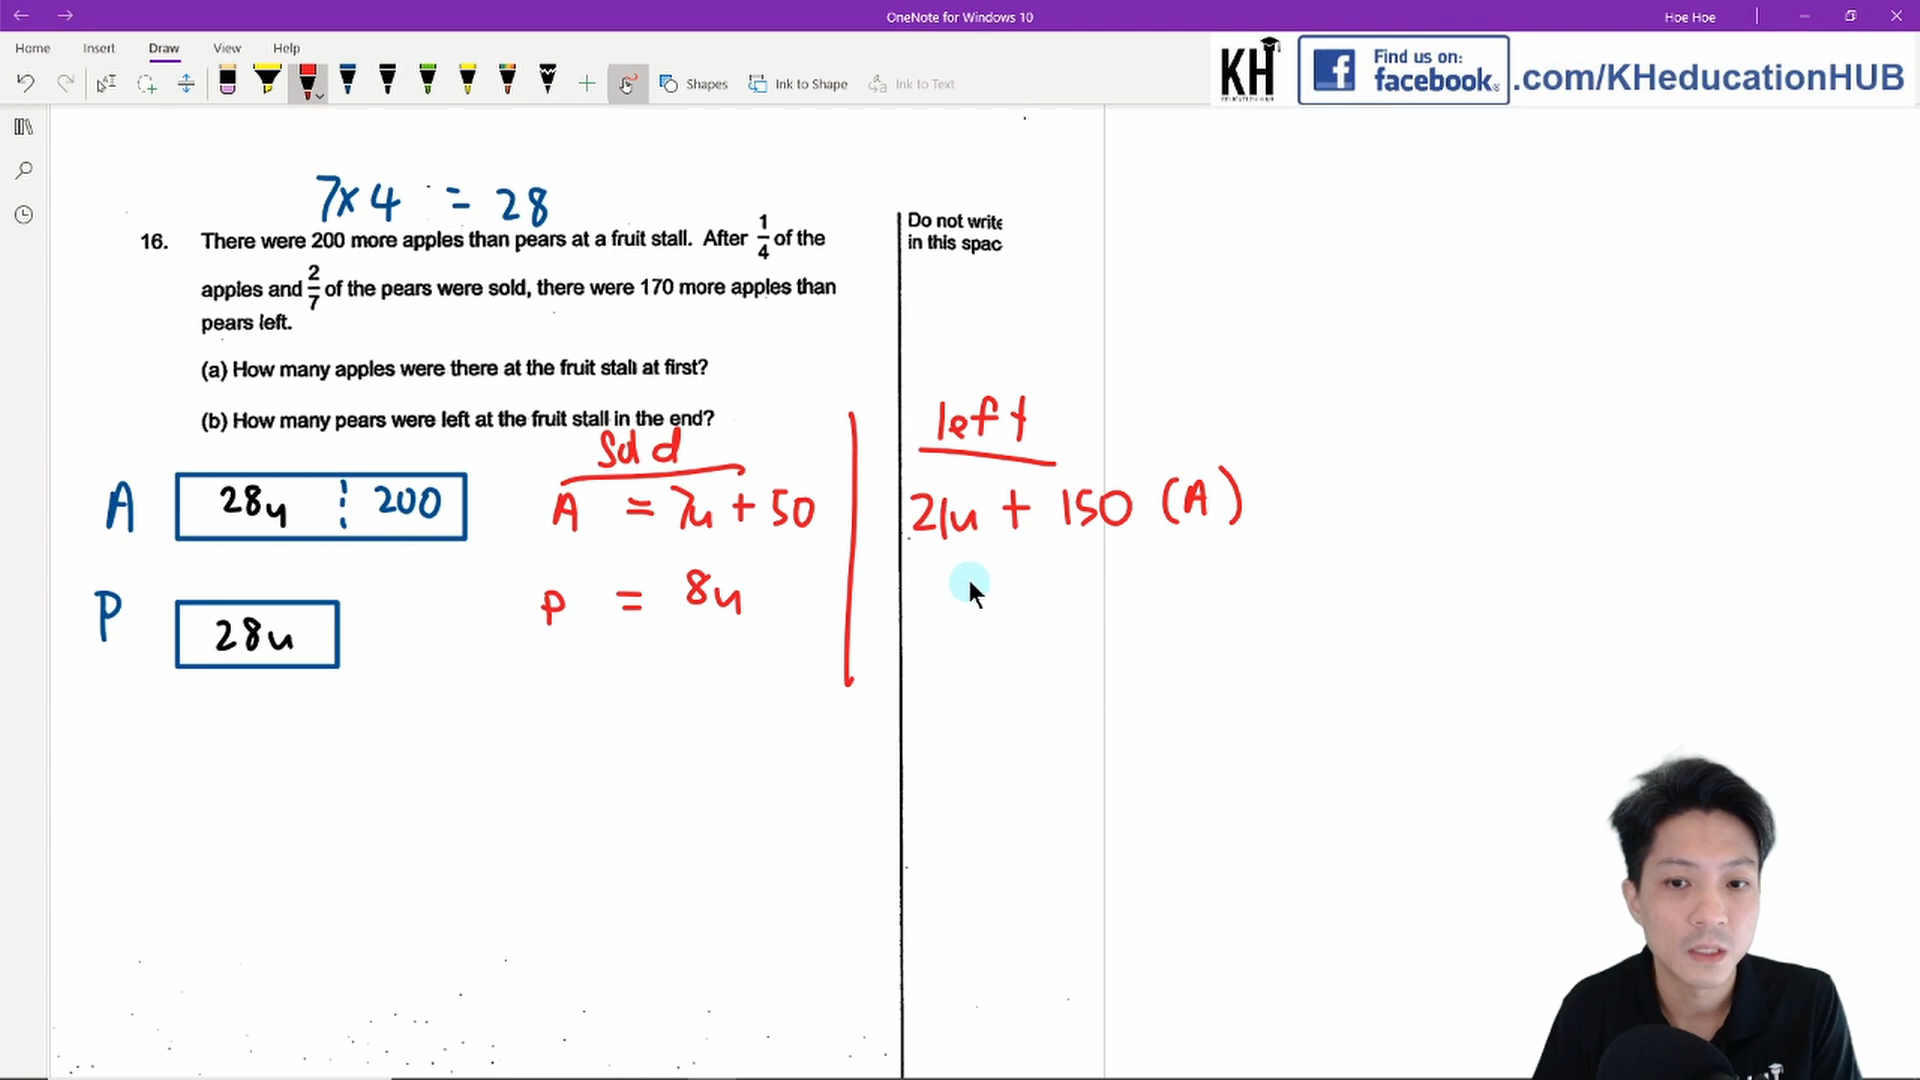 OneNote for Windows 10
Hoe Hoe
Home Insert Draw View Help
Shapes Ink to Shape Ink to Text
KH
Find us on:
facebook .com/KHeducationHUB
7 x 4 = 28
Do not write
in this spac
16. There were 200 more apples than pears at a fruit stall. After 1/4 of the
apples and 2/7 of the pears were sold, there were 170 more apples than
pears left.
(a) How many apples were there at the fruit stall at first?
(b) How many pears were left at the fruit stall in the end?
Sold
left
A 28u 200
A = 7u + 50
21u + 150 (A)
P 28u
P = 8u